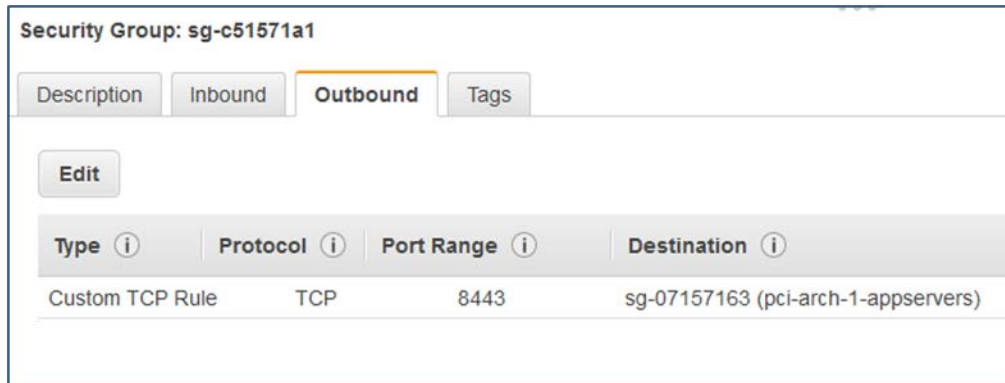 Security Group: sg-c51571a1
Description Inbound Outbound Tags
Edit
Type i Protocol i Port Range i Destination i
Custom TCP Rule TCP 8443 sg-07157163 (pci-arch-1-appservers)